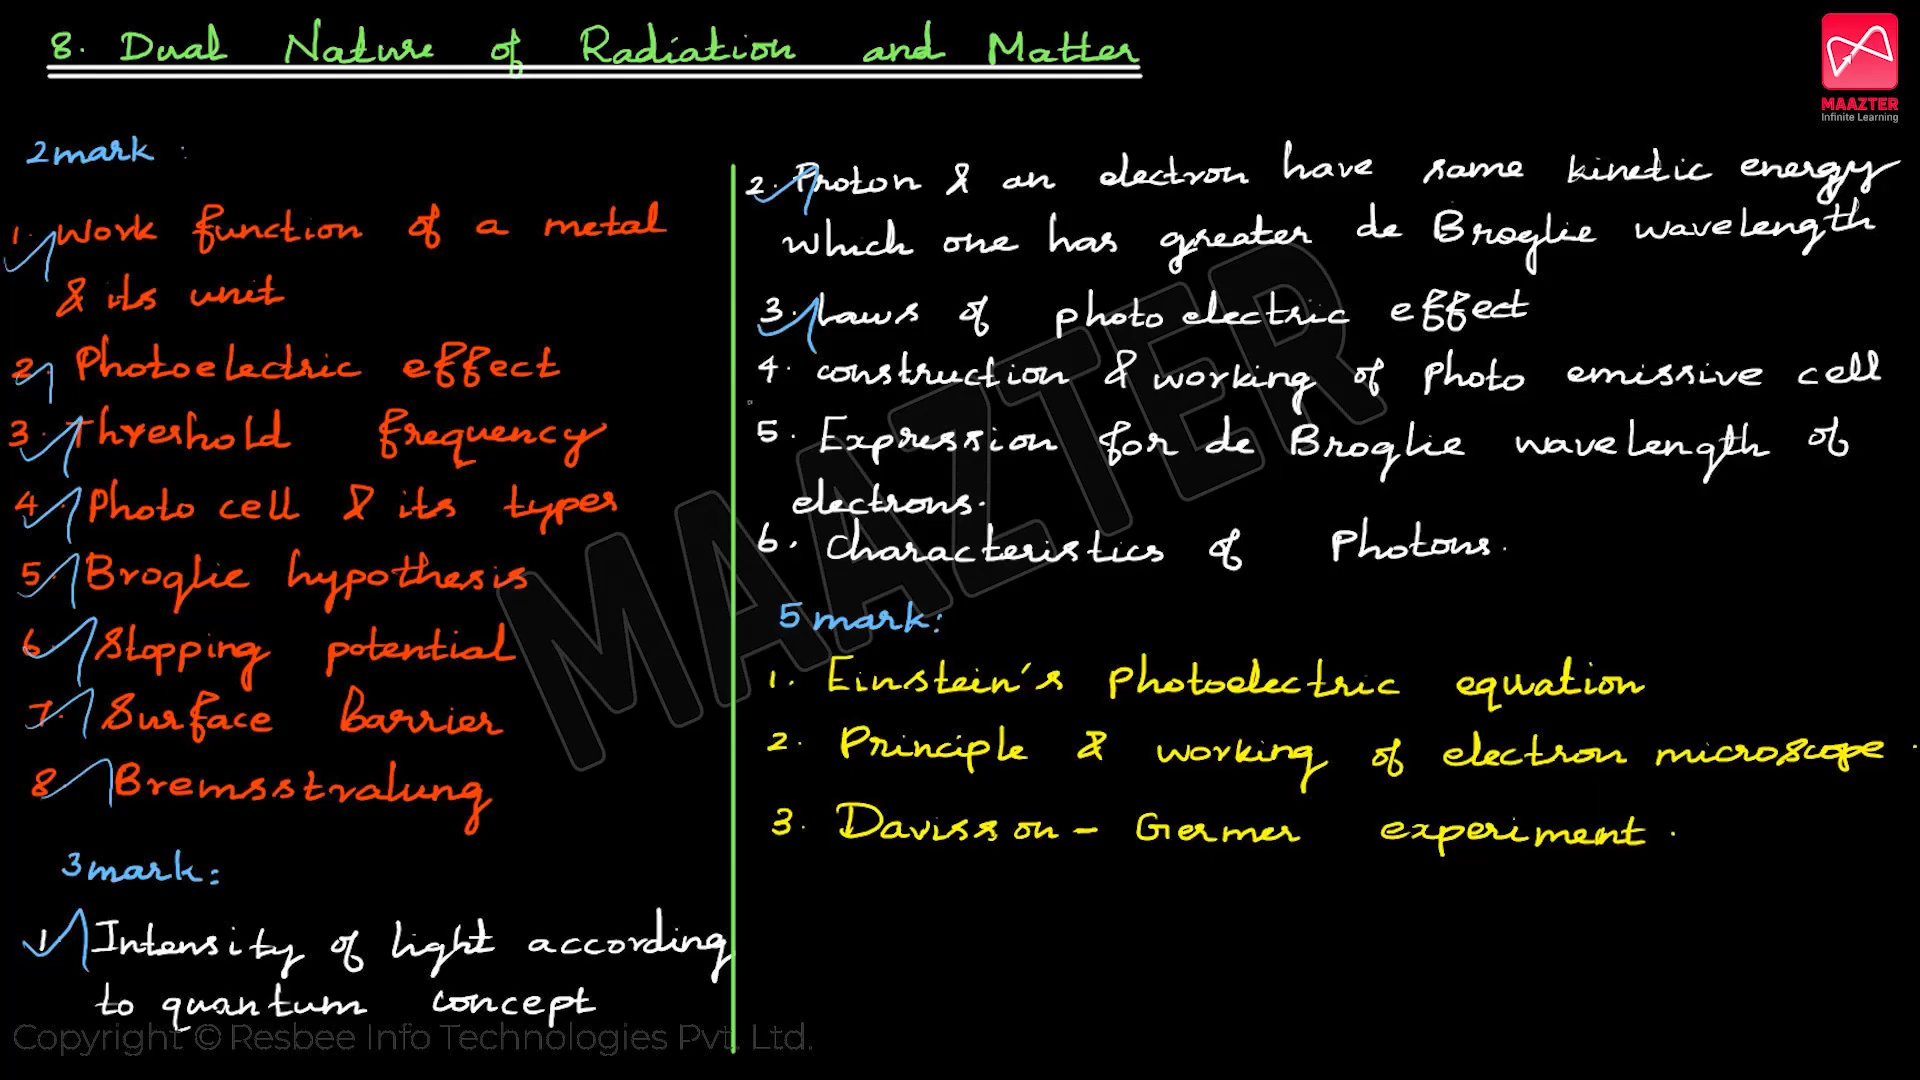 8. Dual Nature of Radiation and Matter
MAAZTER
Infinite Learning
2mark :
1. Work function of a metal
& its unit
2. Photoelectric effect
3. Threshold frequency
4. Photo cell & its types
5. Broglie hypothesis
6. Stopping potential
7. Surface barrier
8. Bremsstralung
3mark:
1. Intensity of light according
to quantum concept
2. Proton & an electron have same kinetic energy
which one has greater de Broglie wavelength
3. Laws of photo electric effect
4. construction & working of photo emissive cell
5. Expression for de Broglie wavelength of
electrons.
6. Characteristics of Photons.
5 mark:
1. Einstein's photoelectric equation
2. Principle & working of electron microscope.
3. Davisson - Germer experiment.
MAAZTER
Copyright © Resbee Info Technologies Pvt. Ltd.